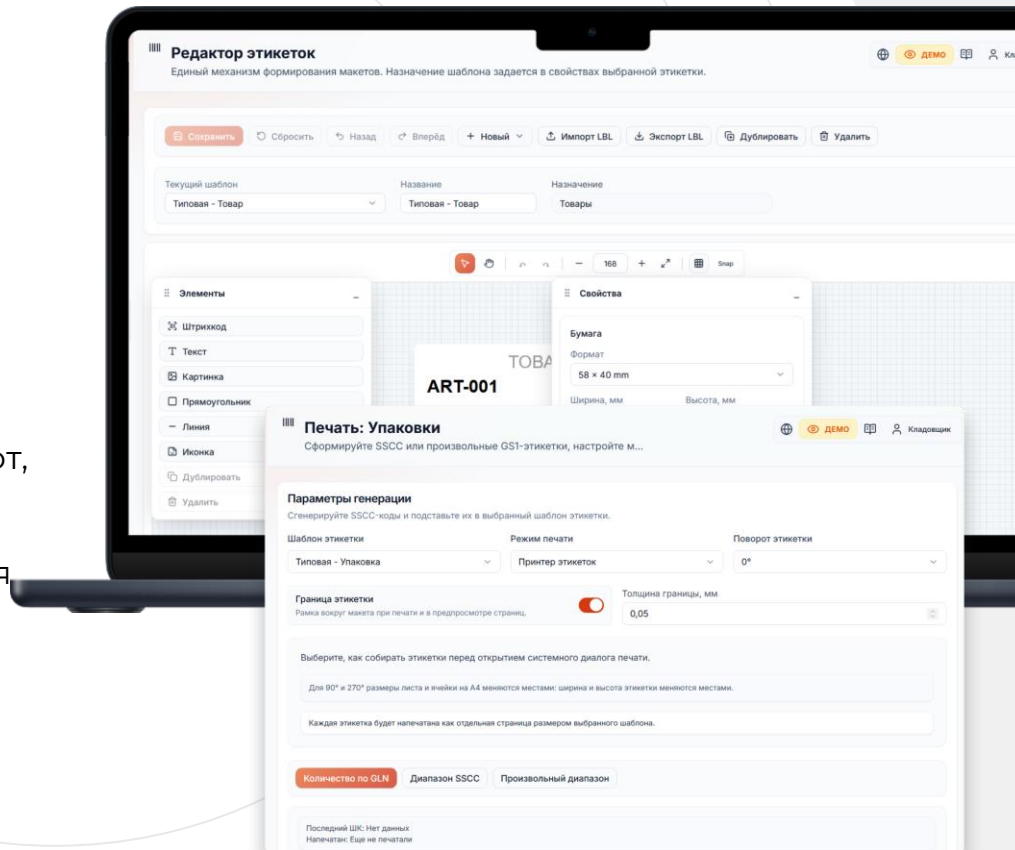 Редактор этикеток
Единый механизм формирования макетов. Назначение шаблона задается в свойствах выбранной этикетки.
ДЕМО
Сохранить Сбросить Назад Вперёд + Новый Импорт LBL Экспорт LBL Дублировать Удалить
Текущий шаблон Название Назначение
Типовая - Товар Типовая - Товар Товары
168 Snap
Элементы
Штрихкод
Текст
Картинка
Прямоугольник
Линия
Иконка
Дублировать
Удалить
ART-001
Свойства
Бумага
Формат
58 × 40 mm
Ширина, мм Высота, мм
Печать: Упаковки
Сформируйте SSCC или произвольные GS1-этикетки, настройте м...
ДЕМО Кладовщик
Параметры генерации
Сгенерируйте SSCC-коды и подставьте их в выбранный шаблон этикетки.
Шаблон этикетки Режим печати Поворот этикетки
Типовая - Упаковка Принтер этикеток 0°
Граница этикетки
Рамка вокруг макета при печати и в предпросмотре страниц.
Толщина границы, мм
0,05
Выберите, как собирать этикетки перед открытием системного диалога печати.
Для 90° и 270° размеры листа и ячейки на A4 меняются местами: ширина и высота этикетки меняются местами.
Каждая этикетка будет напечатана как отдельная страница размером выбранного шаблона.
Количество по GLN Диапазон SSCC Произвольный диапазон
Последний ШК: Нет данных
Напечатан: Еще не печатали